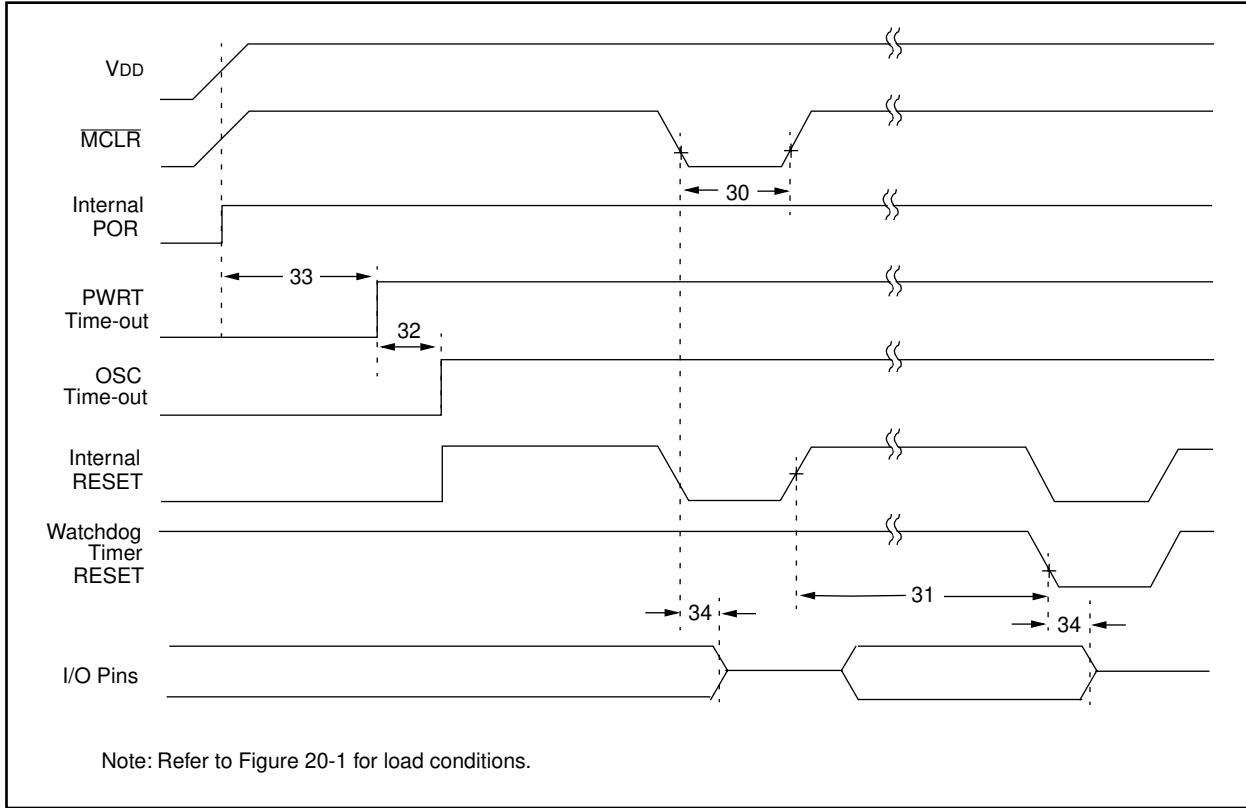 VDD
MCLR
30
Internal
POR
33
PWRT
Time-out
32
OSC
Time-out
Internal
RESET
Watchdog
Timer
RESET
31
34
34
I/O Pins
Note: Refer to Figure 20-1 for load conditions.